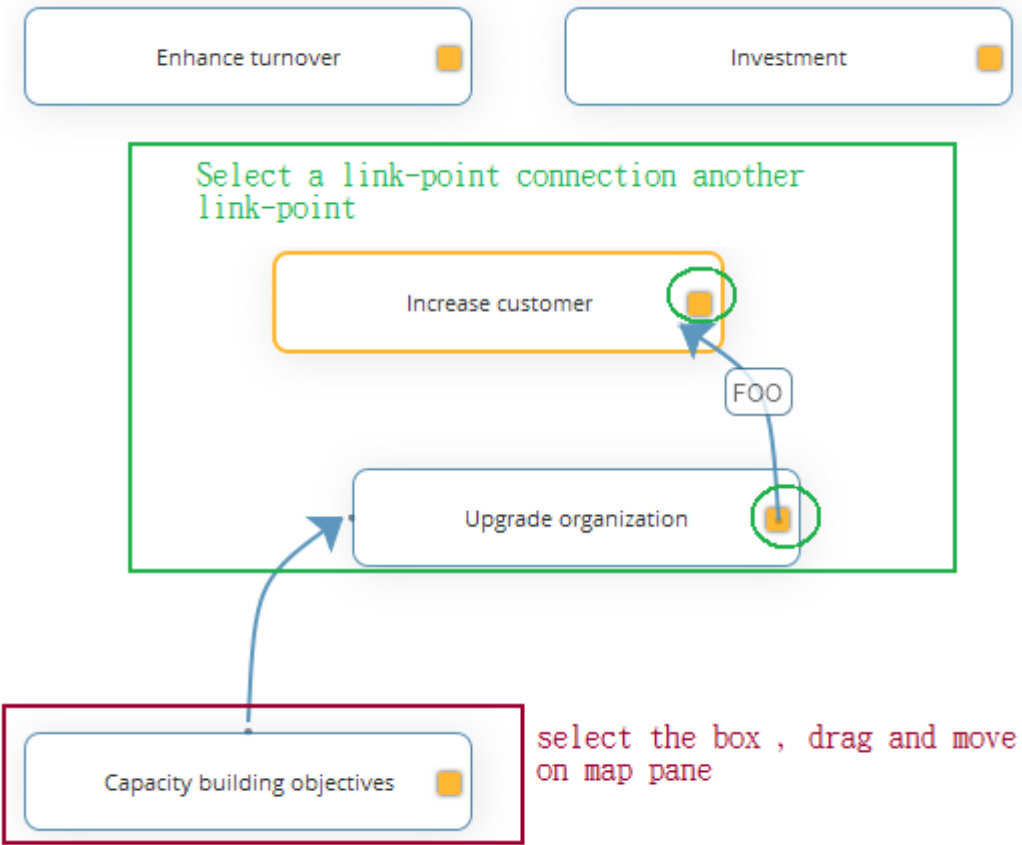 Enhance turnover
Investment
Select a link-point connection another
link-point
Increase customer
FOO
Upgrade organization
select the box , drag and move
on map pane
Capacity building objectives